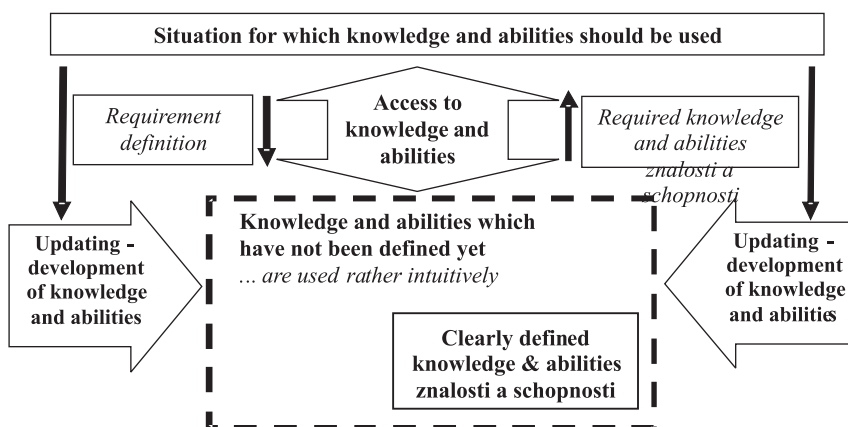 Situation for which knowledge and abilities should be used
Requirement
definition
Access to
knowledge and
abilities
Required knowledge
and abilities
znalosti a
schopnosti
Updating -
development
of knowledge
and abilities
Knowledge and abilities which
have not been defined yet
... are used rather intuitively
Clearly defined
knowledge & abilities
znalosti a schopnosti
Updating -
development
of knowledge
and abilities